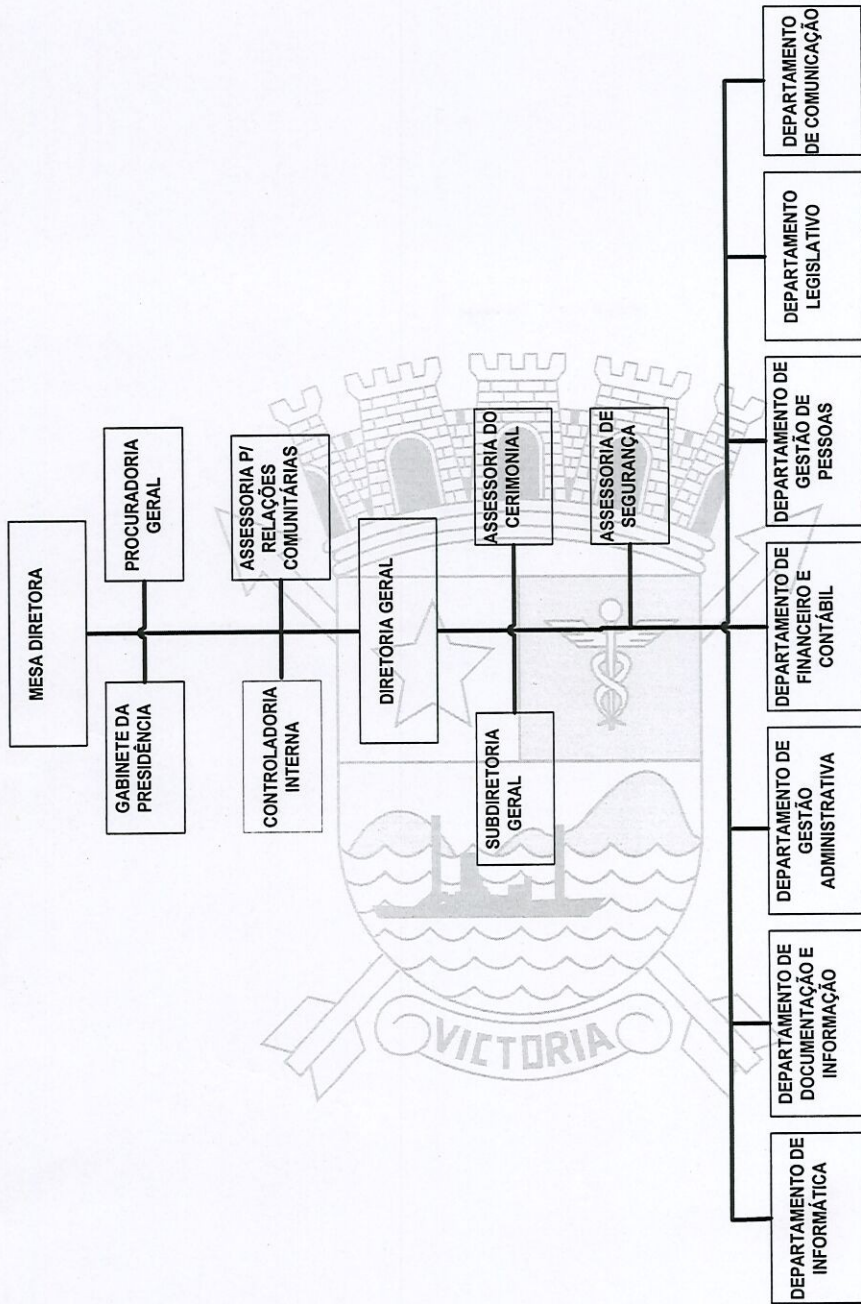 MESA DIRETORA
GABINETE DA
PRESIDÊNCIA
PROCURADORIA
GERAL
CONTROLADORIA
INTERNA
ASSESSORIA P/
RELAÇÕES
COMUNITÁRIAS
DIRETORIA GERAL
SUBDIRETORIA
GERAL
ASSESSORIA DO
CERIMONIAL
ASSESSORIA DE
SEGURANÇA
DEPARTAMENTO DE
INFORMÁTICA
DEPARTAMENTO DE
DOCUMENTAÇÃO E
INFORMAÇÃO
DEPARTAMENTO DE
GESTÃO
ADMINISTRATIVA
DEPARTAMENTO DE
FINANCEIRO E
CONTÁBIL
DEPARTAMENTO DE
GESTÃO DE
PESSOAS
DEPARTAMENTO
LEGISLATIVO
DEPARTAMENTO
DE COMUNICAÇÃO
VICTORIA